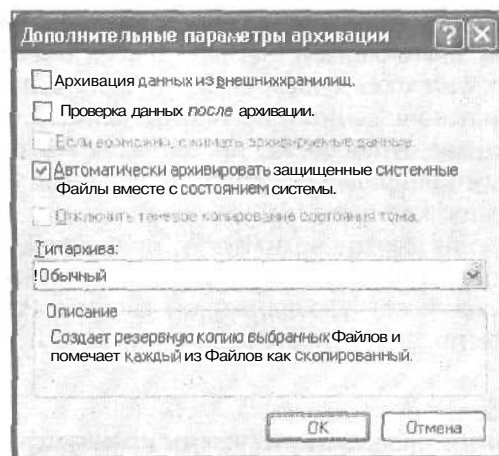 Дополнительные параметры архивации
Архивация данных из внешниххранилищ.
Проверка данных после архивации.
Если возможно, сжимать архивируемые данные.
Автоматически архивировать защищенные системные
Файлы вместе с состоянием системы.
Отключить теневое копирование состояния тома.
Тип архива:
!Обычный
Описание
Создает резервную копию выбранных Файлов и
помечает каждый из Файлов как скопированный.
OK
Отмена